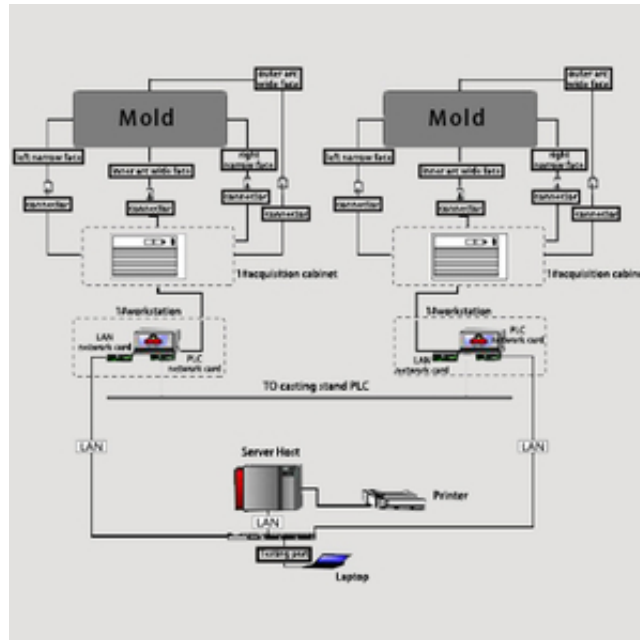 outer arc
wide face
outer arc
wide face
Mold
Mold
left narrow face
inner arc wide face
right
narrow face
left narrow face
inner arc wide face
right
narrow face
connector
connector
connector
connector
connector
connector
connector
connector
1#acquisition cabinet
1#acquisition cabine
1#workstation
1#workstation
LAN
network card
PLC
network card
PLC
network card
LAN
network card
TO casting stand PLC
LAN
LAN
Server Host
Printer
LAN
Testing port
Laptop